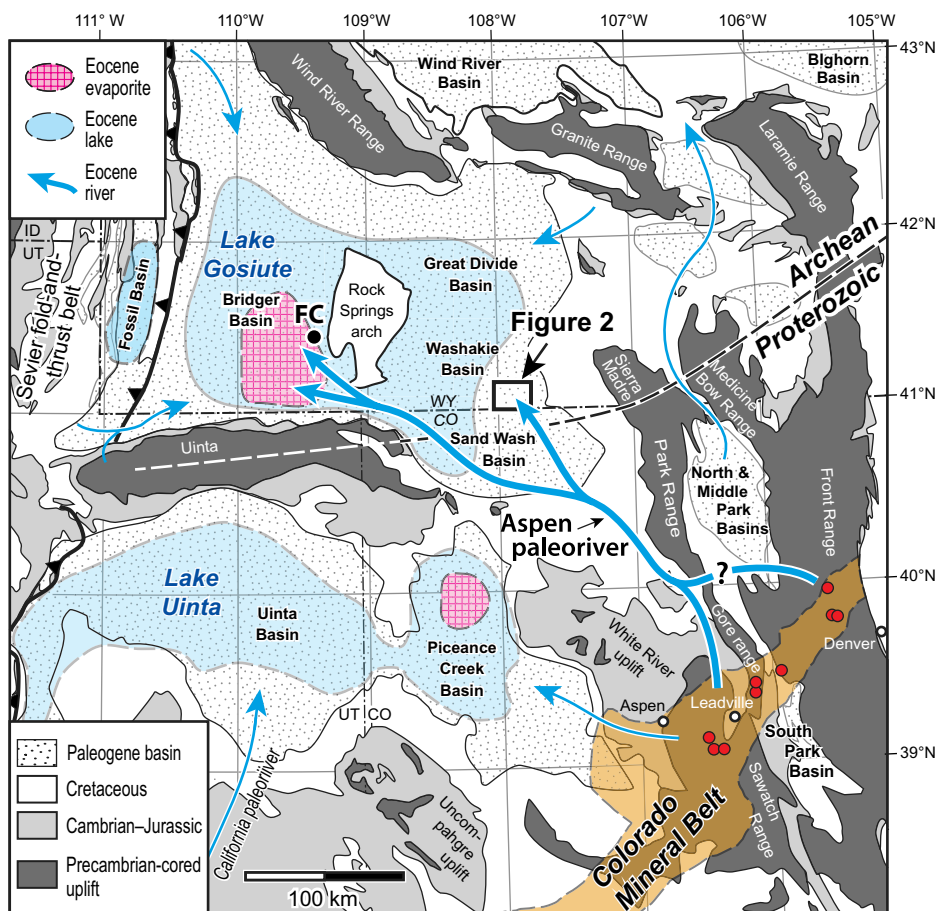 111° W
110°W
109°W
108°W
107°W
106°W
105°W
43°N
42°N
41°N
40°N
39°N
Eocene
evaporite
Eocene
lake
Eocene
river
Wind River Range
Wind River
Basin
BIghorn
Basin
Granite Range
Laramie Range
Archean
Proterozoic
ID
UT
Sevier fold-and-
thrust belt
Fossil Basin
Lake
Gosiute
Great Divide
Basin
Bridger
Basin
FC
Rock
Springs
arch
Figure 2
Washakie
Basin
WY
CO
Sand Wash
Basin
Sierra
Madre
Medicine
Bow Range
Park Range
Front Range
North &
Middle
Park
Basins
Uinta
Aspen
paleoriver
?
Lake
Uinta
Uinta
Basin
Piceance
Creek
Basin
White River
uplift
Gore range
Denver
Aspen
Leadville
South
Park
Basin
Sawatch
Range
UT
CO
California paleoriver
Uncom-
pahgre
uplift
Colorado
Mineral Belt
Paleogene basin
Cretaceous
Cambrian–Jurassic
Precambrian-cored
uplift
100 km